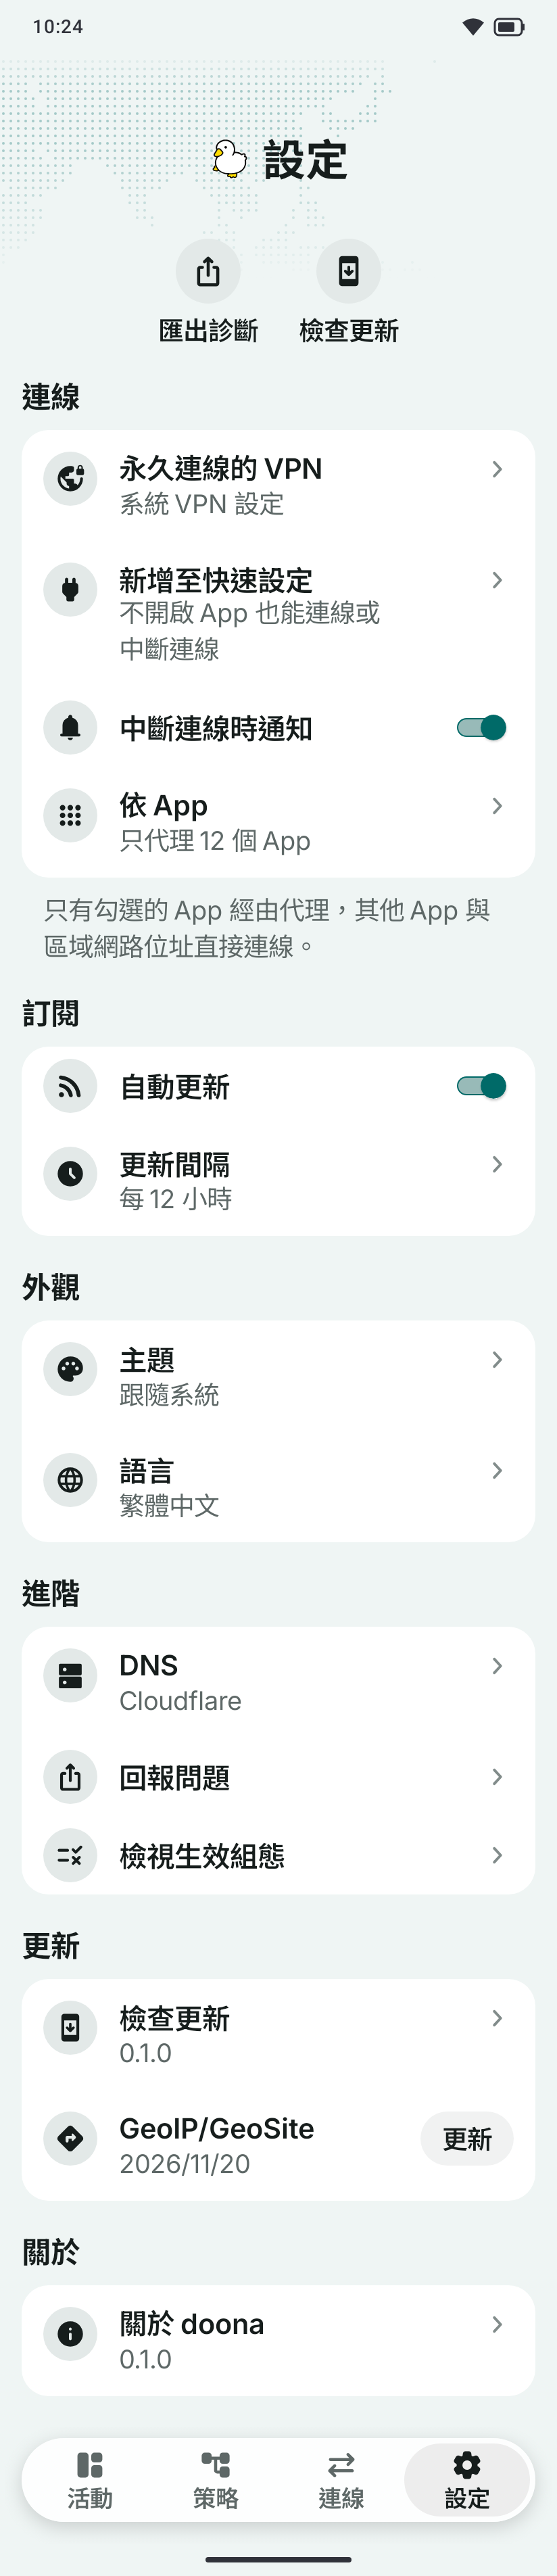 10:24
設定
匯出診斷
檢查更新
連線
永久連線的 VPN
系統 VPN 設定
新增至快速設定
不開啟 App 也能連線或
中斷連線
中斷連線時通知
依 App
只代理 12 個 App
只有勾選的 App 經由代理，其他 App 與
區域網路位址直接連線。
訂閱
自動更新
更新間隔
每 12 小時
外觀
主題
跟隨系統
語言
繁體中文
進階
DNS
Cloudflare
回報問題
檢視生效組態
更新
檢查更新
0.1.0
GeoIP/GeoSite
2026/11/20
更新
關於
關於 doona
0.1.0
活動
策略
連線
設定